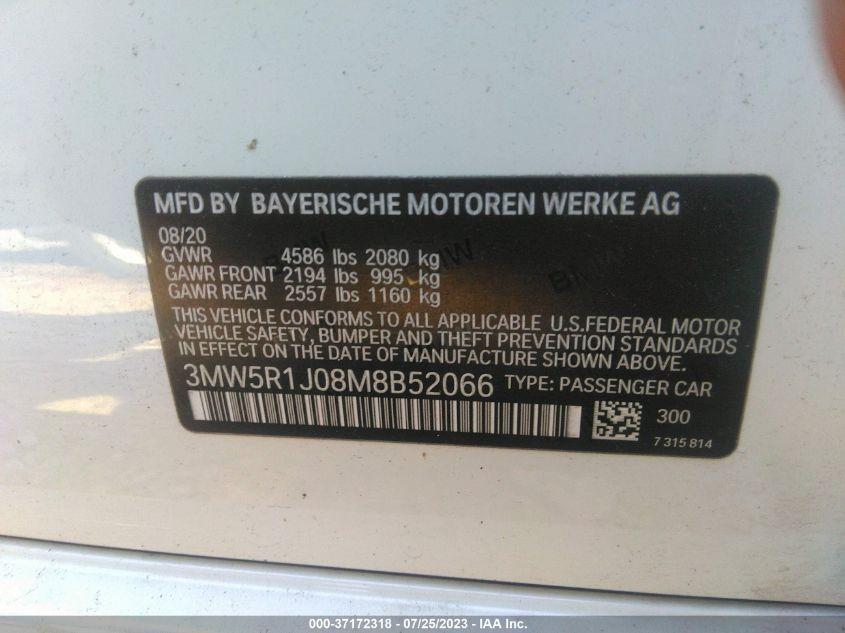 MFD BY BAYERISCHE MOTOREN WERKE AG
08/20
GVWR 4586 lbs 2080 kg
GAWR FRONT 2194 lbs 995 kg
GAWR REAR 2557 lbs 1160 kg
BMW BMW BMW
THIS VEHICLE CONFORMS TO ALL APPLICABLE U.S.FEDERAL MOTOR
VEHICLE SAFETY, BUMPER AND THEFT PREVENTION STANDARDS
IN EFFECT ON THE DATE OF MANUFACTURE SHOWN ABOVE.
3MW5R1J08M8B52066 TYPE: PASSENGER CAR
300
7 315 814
000-37172318 - 07/25/2023 - IAA Inc.